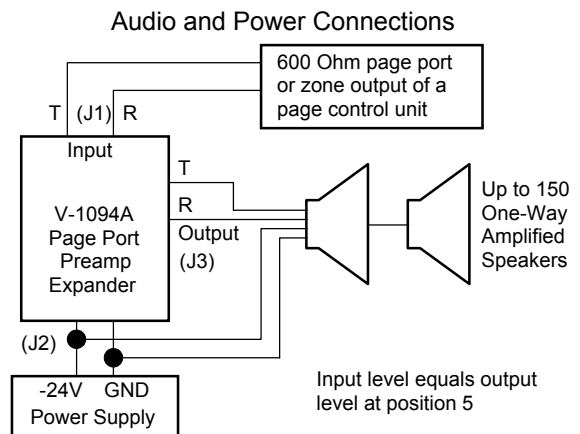 Audio and Power Connections
600 Ohm page port
or zone output of a
page control unit
T (J1) R
Input
V-1094A
Page Port
Preamp
Expander
T
R
Output
(J3)
Up to 150
One-Way
Amplified
Speakers
(J2)
-24V GND
Power Supply
Input level equals output
level at position 5